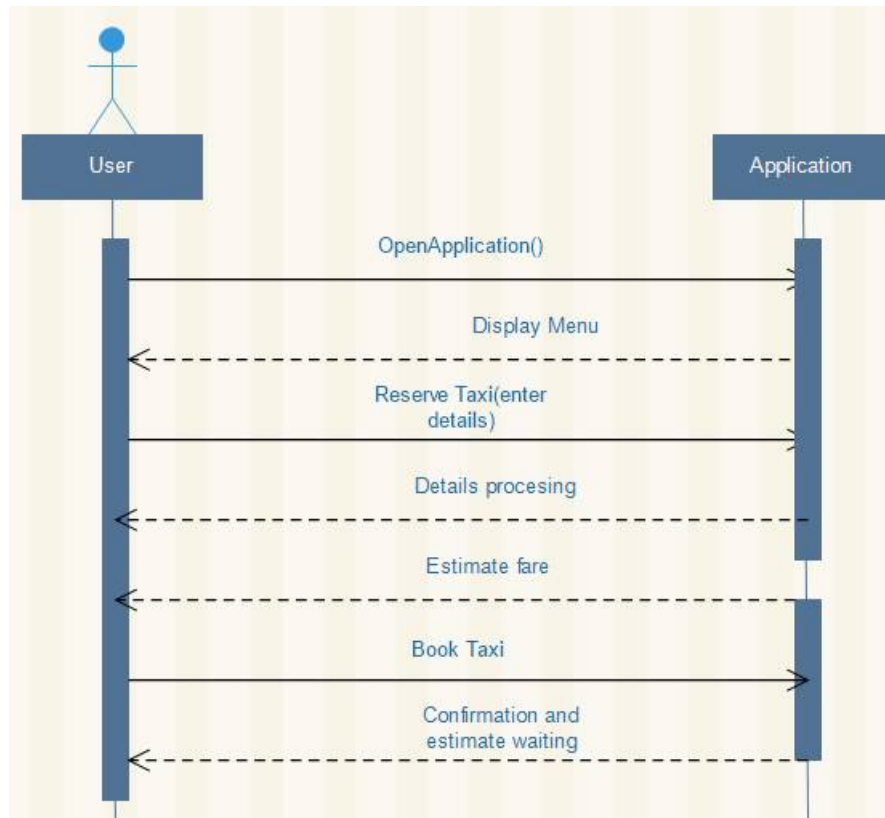 User
Application
OpenApplication()
Display Menu
Reserve Taxi(enter
details)
Details procesing
Estimate fare
Book Taxi
Confirmation and
estimate waiting